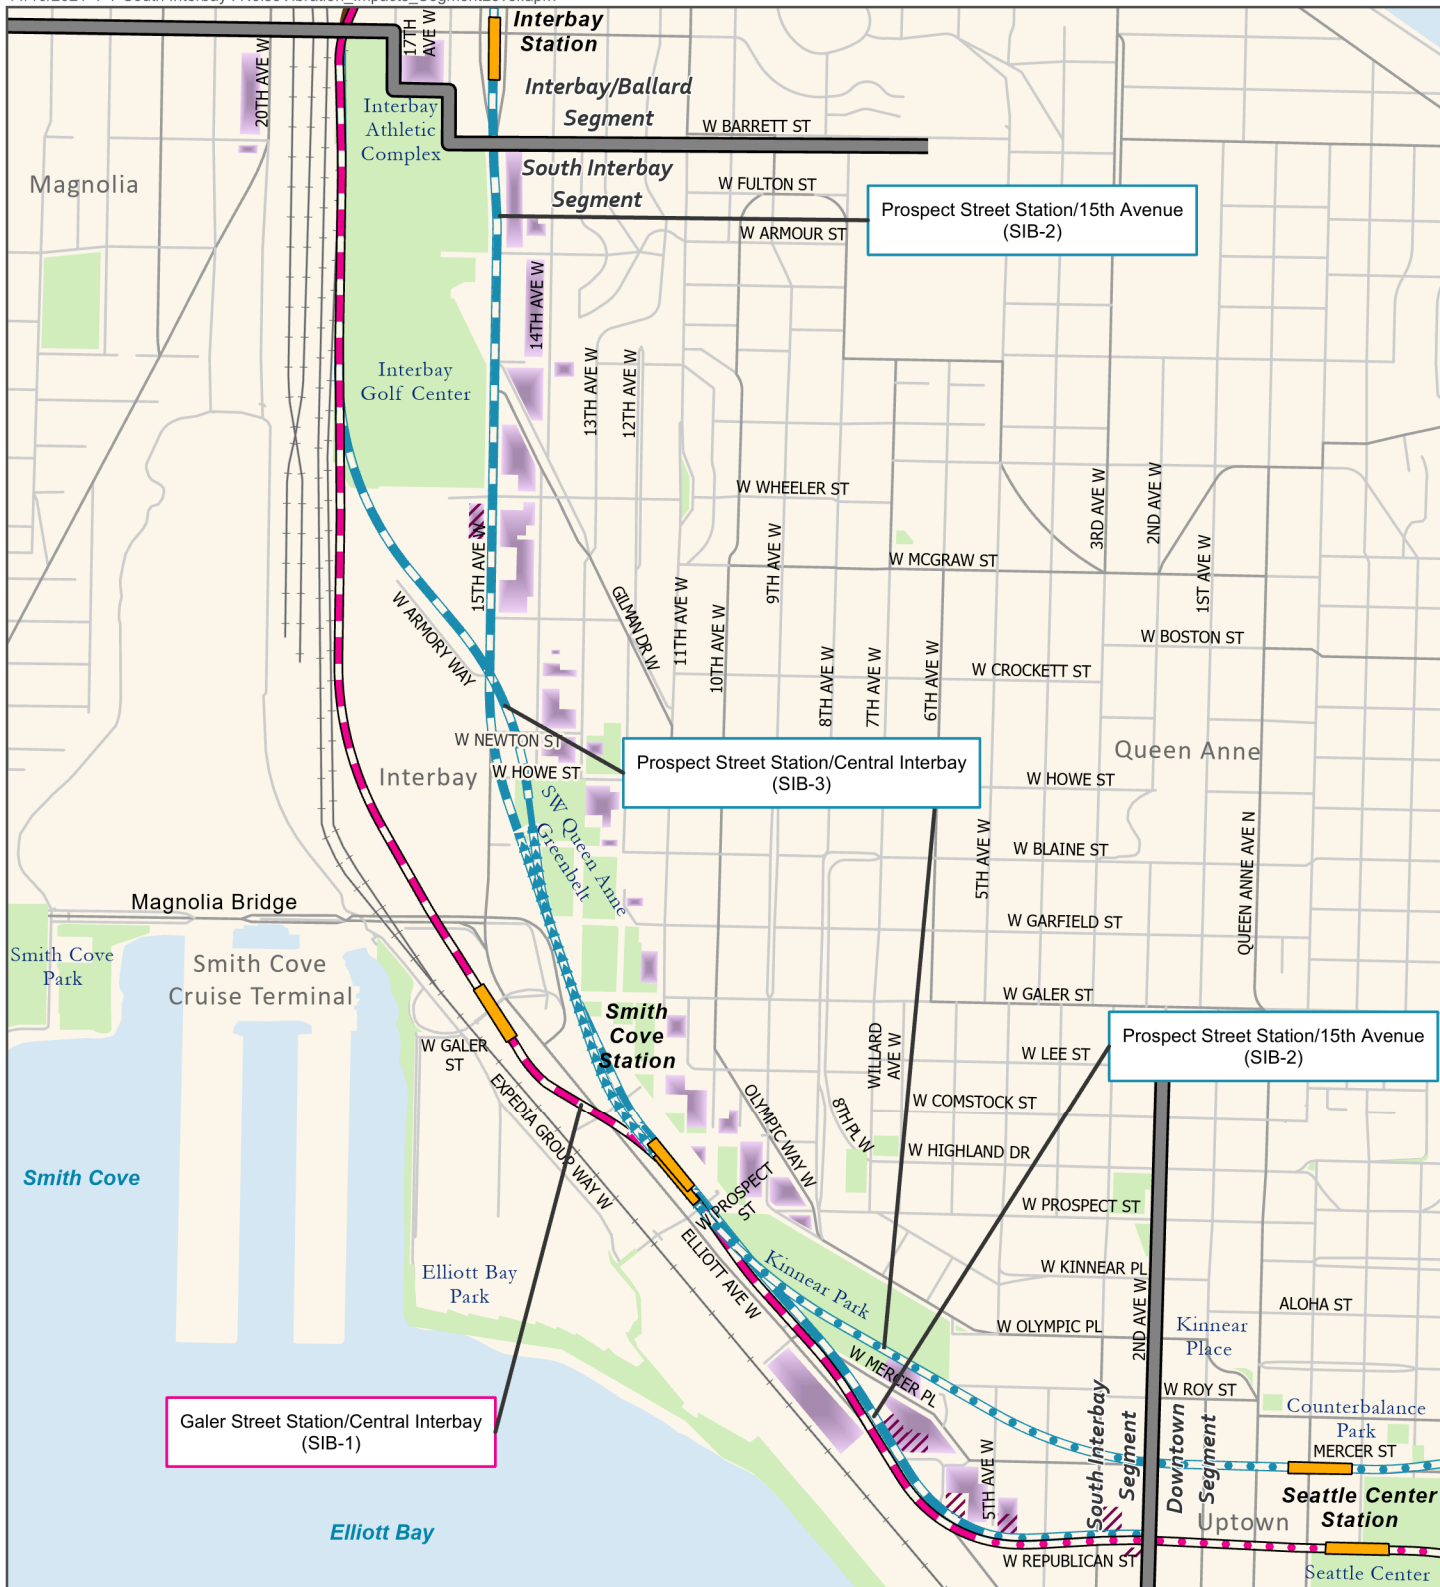 Interbay
Station
17TH
AVE W
20TH AVE W
Interbay/Ballard
Segment
Interbay
Athletic
Complex
W BARRETT ST
South Interbay
Segment
Magnolia
W FULTON ST
Prospect Street Station/15th Avenue
(SIB-2)
W ARMOUR ST
14TH AVE W
Interbay
Golf Center
13TH AVE W
12TH AVE W
W WHEELER ST
3RD AVE W
2ND AVE W
15TH AVE W
9TH AVE W
W MCGRAW ST
1ST AVE W
W ARMORY WAY
GILMAN DR W
11TH AVE W
10TH AVE W
W BOSTON ST
8TH AVE W
7TH AVE W
6TH AVE W
W CROCKETT ST
W NEWTON ST
Interbay
W HOWE ST
Prospect Street Station/Central Interbay
(SIB-3)
Queen Anne
W HOWE ST
SW Queen Anne
Greenbelt
5TH AVE W
W BLAINE ST
QUEEN ANNE AVE N
Magnolia Bridge
W GARFIELD ST
Smith Cove
Park
Smith Cove
Cruise Terminal
W GALER ST
Smith
Cove
Station
W GALER
ST
WILLARD
AVE W
W LEE ST
Prospect Street Station/15th Avenue
(SIB-2)
EXPEDIA GROUP WAY W
OLYMPIC WAY W
8TH PL W
W COMSTOCK ST
W HIGHLAND DR
Smith Cove
W PROSPECT
ST
W PROSPECT ST
ELLIOTT AVE W
Kinnear Park
Elliott Bay
Park
W KINNEAR PL
2ND AVE W
ALOHA ST
W OLYMPIC PL
Kinnear
Place
W MERCER PL
W ROY ST
Galer Street Station/Central Interbay
(SIB-1)
South Interbay
Segment
Downtown
Segment
Counterbalance
Park
MERCER ST
5TH AVE W
Seattle Center
Station
Elliott Bay
Uptown
W REPUBLICAN ST
Seattle Center